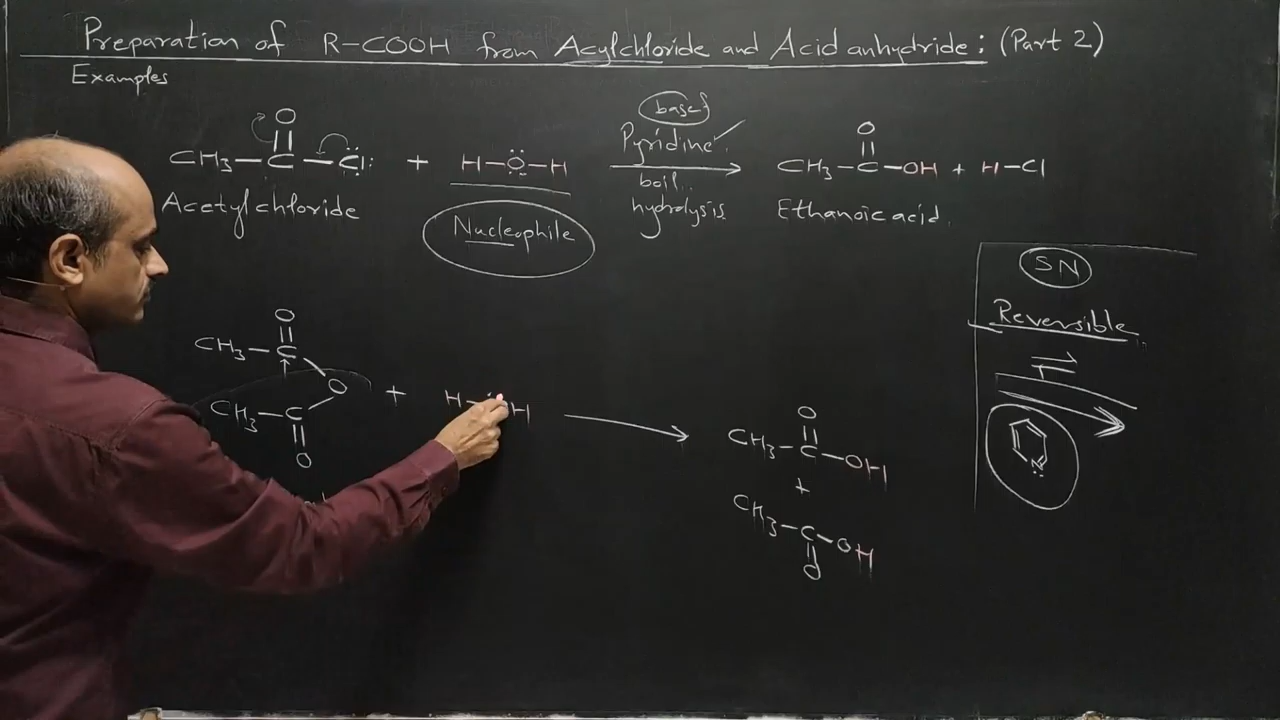 Preparation of R-COOH from Acylchloride and Acid anhydride : (Part 2)
Examples
O
CH3-C-Cl: + H-O-H
base
Pyridine
boil
hydrolysis
O
CH3-C-OH + H-Cl
Acetylchloride
Nucleophile
Ethanoic acid.
SN
Reversible
⇌
N
O
CH3-C
O
CH3-C
O
+ H- H →
O
CH3-C-OH
+
CH3-C-OH
O